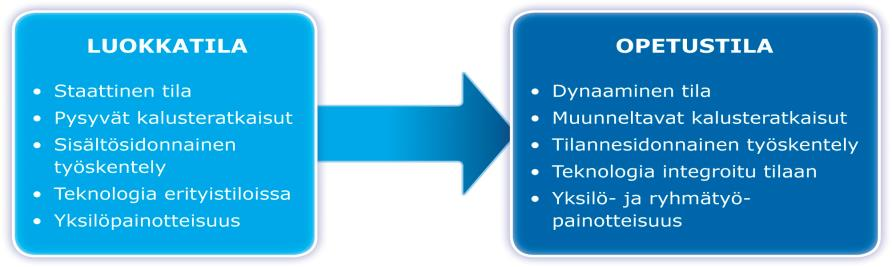 LUOKKATILA
• Staattinen tila
• Pysyvät kalusteratkaisut
• Sisältösidonnainen
työskentely
• Teknologia erityistiloissa
• Yksilöpainotteisuus
OPETUSTILA
• Dynaaminen tila
• Muunneltavat kalusteratkaisut
• Tilannesidonnainen työskentely
• Teknologia integroitu tilaan
• Yksilö- ja ryhmätyö-
painotteisuus